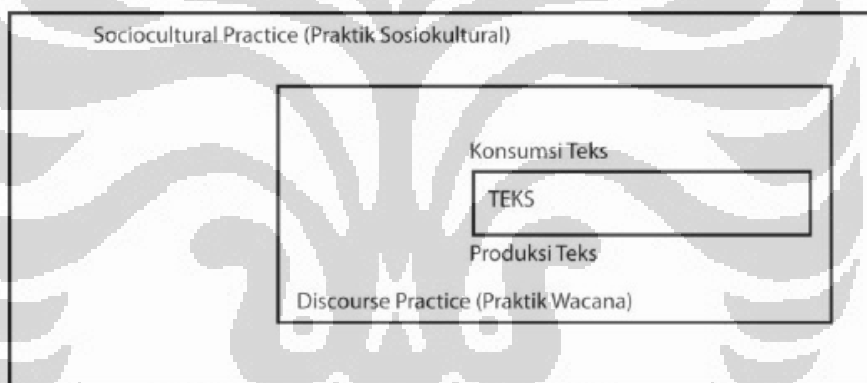 Sociocultural Practice (Praktik Sosiokultural)
Konsumsi Teks
TEKS
Produksi Teks
Discourse Practice (Praktik Wacana)